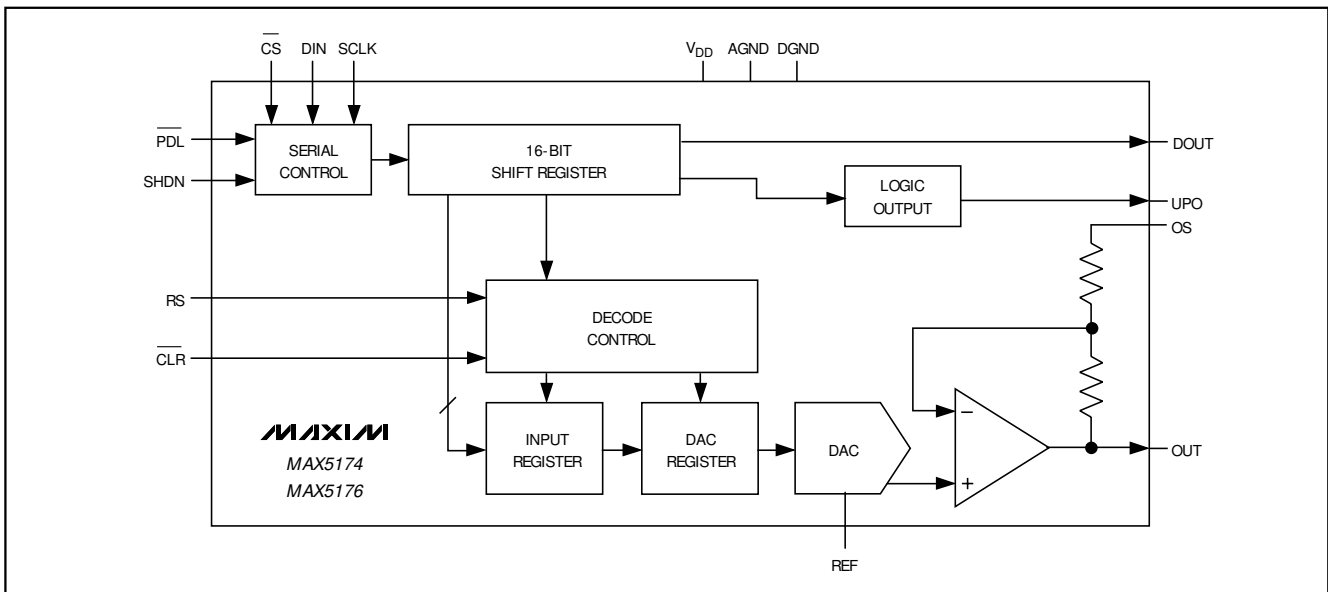 CS DIN SCLK
VDD AGND DGND
PDL
SHDN
SERIAL
CONTROL
16-BIT
SHIFT REGISTER
DOUT
LOGIC
OUTPUT
UPO
OS
RS
DECODE
CONTROL
CLR
MAXIM
MAX5174
MAX5176
INPUT
REGISTER
DAC
REGISTER
DAC
−
+
OUT
REF